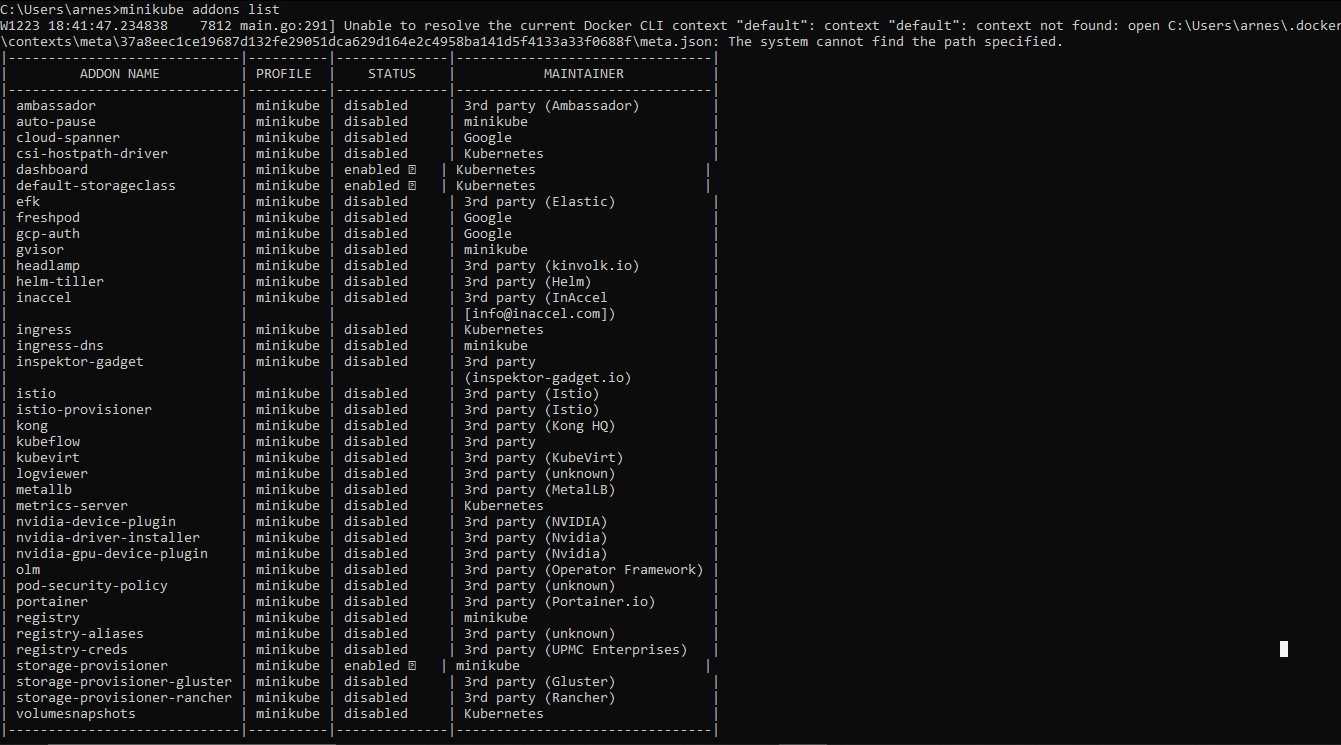 C:\Users\arnes>minikube addons list
W1223 18:41:47.234838    7812 main.go:291] Unable to resolve the current Docker CLI context "default": context "default": context not found: open C:\Users\arnes\.docker
\contexts\meta\37a8eec1ce19687d132fe29051dca629d164e2c4958ba141d5f4133a33f0688f\meta.json: The system cannot find the path specified.
|-----------------------------|----------|--------------|--------------------------------|
|         ADDON NAME          | PROFILE  |    STATUS    |           MAINTAINER           |
|-----------------------------|----------|--------------|--------------------------------|
| ambassador                  | minikube | disabled     | 3rd party (Ambassador)         |
| auto-pause                  | minikube | disabled     | minikube                       |
| cloud-spanner               | minikube | disabled     | Google                         |
| csi-hostpath-driver         | minikube | disabled     | Kubernetes                     |
| dashboard                   | minikube | enabled ⍰   | Kubernetes                     |
| default-storageclass        | minikube | enabled ⍰   | Kubernetes                     |
| efk                         | minikube | disabled     | 3rd party (Elastic)            |
| freshpod                    | minikube | disabled     | Google                         |
| gcp-auth                    | minikube | disabled     | Google                         |
| gvisor                      | minikube | disabled     | minikube                       |
| headlamp                    | minikube | disabled     | 3rd party (kinvolk.io)         |
| helm-tiller                 | minikube | disabled     | 3rd party (Helm)               |
| inaccel                     | minikube | disabled     | 3rd party (InAccel             |
|                             |          |              | [info@inaccel.com])            |
| ingress                     | minikube | disabled     | Kubernetes                     |
| ingress-dns                 | minikube | disabled     | minikube                       |
| inspektor-gadget            | minikube | disabled     | 3rd party                      |
|                             |          |              | (inspektor-gadget.io)          |
| istio                       | minikube | disabled     | 3rd party (Istio)              |
| istio-provisioner           | minikube | disabled     | 3rd party (Istio)              |
| kong                        | minikube | disabled     | 3rd party (Kong HQ)            |
| kubeflow                    | minikube | disabled     | 3rd party                      |
| kubevirt                    | minikube | disabled     | 3rd party (KubeVirt)           |
| logviewer                   | minikube | disabled     | 3rd party (unknown)            |
| metallb                     | minikube | disabled     | 3rd party (MetalLB)            |
| metrics-server              | minikube | disabled     | Kubernetes                     |
| nvidia-device-plugin        | minikube | disabled     | 3rd party (NVIDIA)             |
| nvidia-driver-installer     | minikube | disabled     | 3rd party (Nvidia)             |
| nvidia-gpu-device-plugin    | minikube | disabled     | 3rd party (Nvidia)             |
| olm                         | minikube | disabled     | 3rd party (Operator Framework) |
| pod-security-policy         | minikube | disabled     | 3rd party (unknown)            |
| portainer                   | minikube | disabled     | 3rd party (Portainer.io)       |
| registry                    | minikube | disabled     | minikube                       |
| registry-aliases            | minikube | disabled     | 3rd party (unknown)            |
| registry-creds              | minikube | disabled     | 3rd party (UPMC Enterprises)   |
| storage-provisioner         | minikube | enabled ⍰   | minikube                       |
| storage-provisioner-gluster | minikube | disabled     | 3rd party (Gluster)            |
| storage-provisioner-rancher | minikube | disabled     | 3rd party (Rancher)            |
| volumesnapshots             | minikube | disabled     | Kubernetes                     |
|-----------------------------|----------|--------------|--------------------------------|